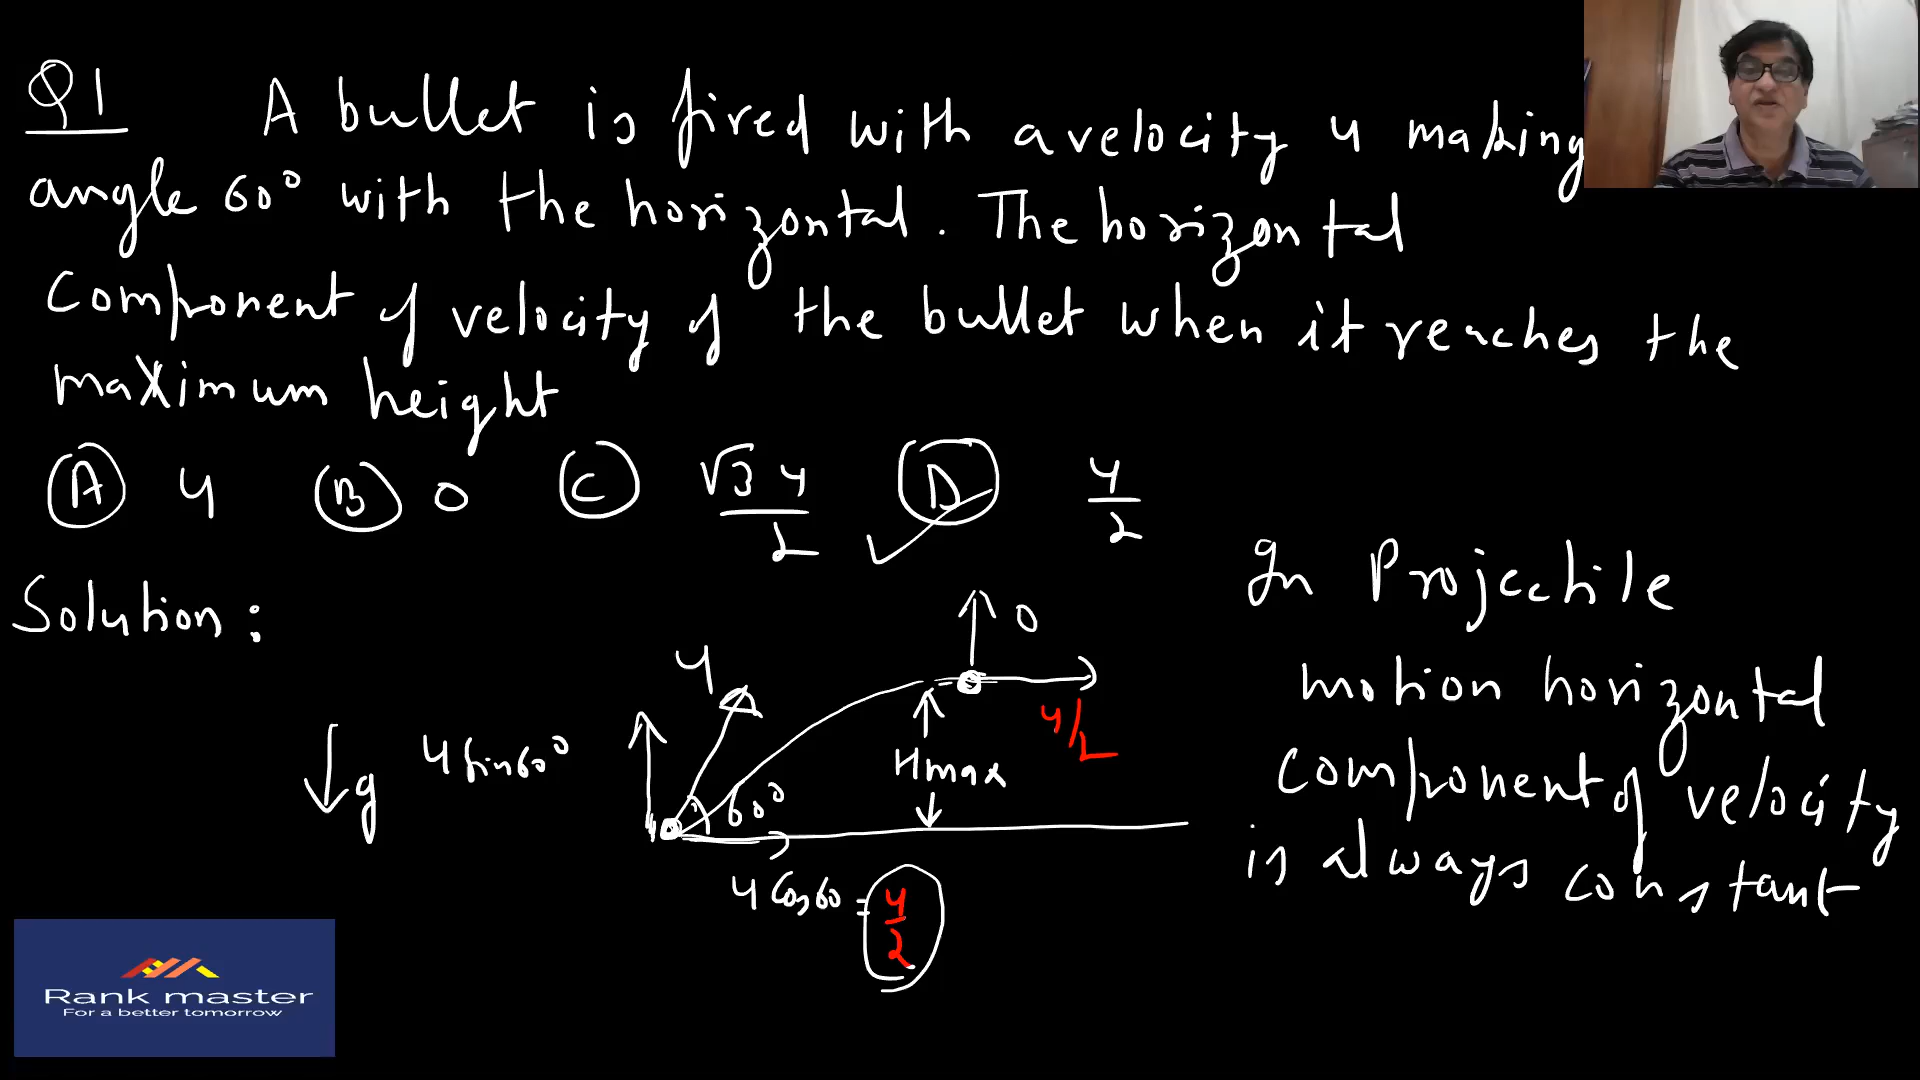 Q1 A bullet is fired with a velocity u making
angle 60° with the horizontal. The horizontal
component of velocity of the bullet when it reaches the
maximum height
(A) u (B) 0 (C) √3 u/2 (D) u/2
Solution:
In Projectile
motion horizontal
component of velocity
is always constant
0
u
u/2
g
u sin60°
Hmax
60°
u cos60 = u/2
Rank master
For a better tomorrow